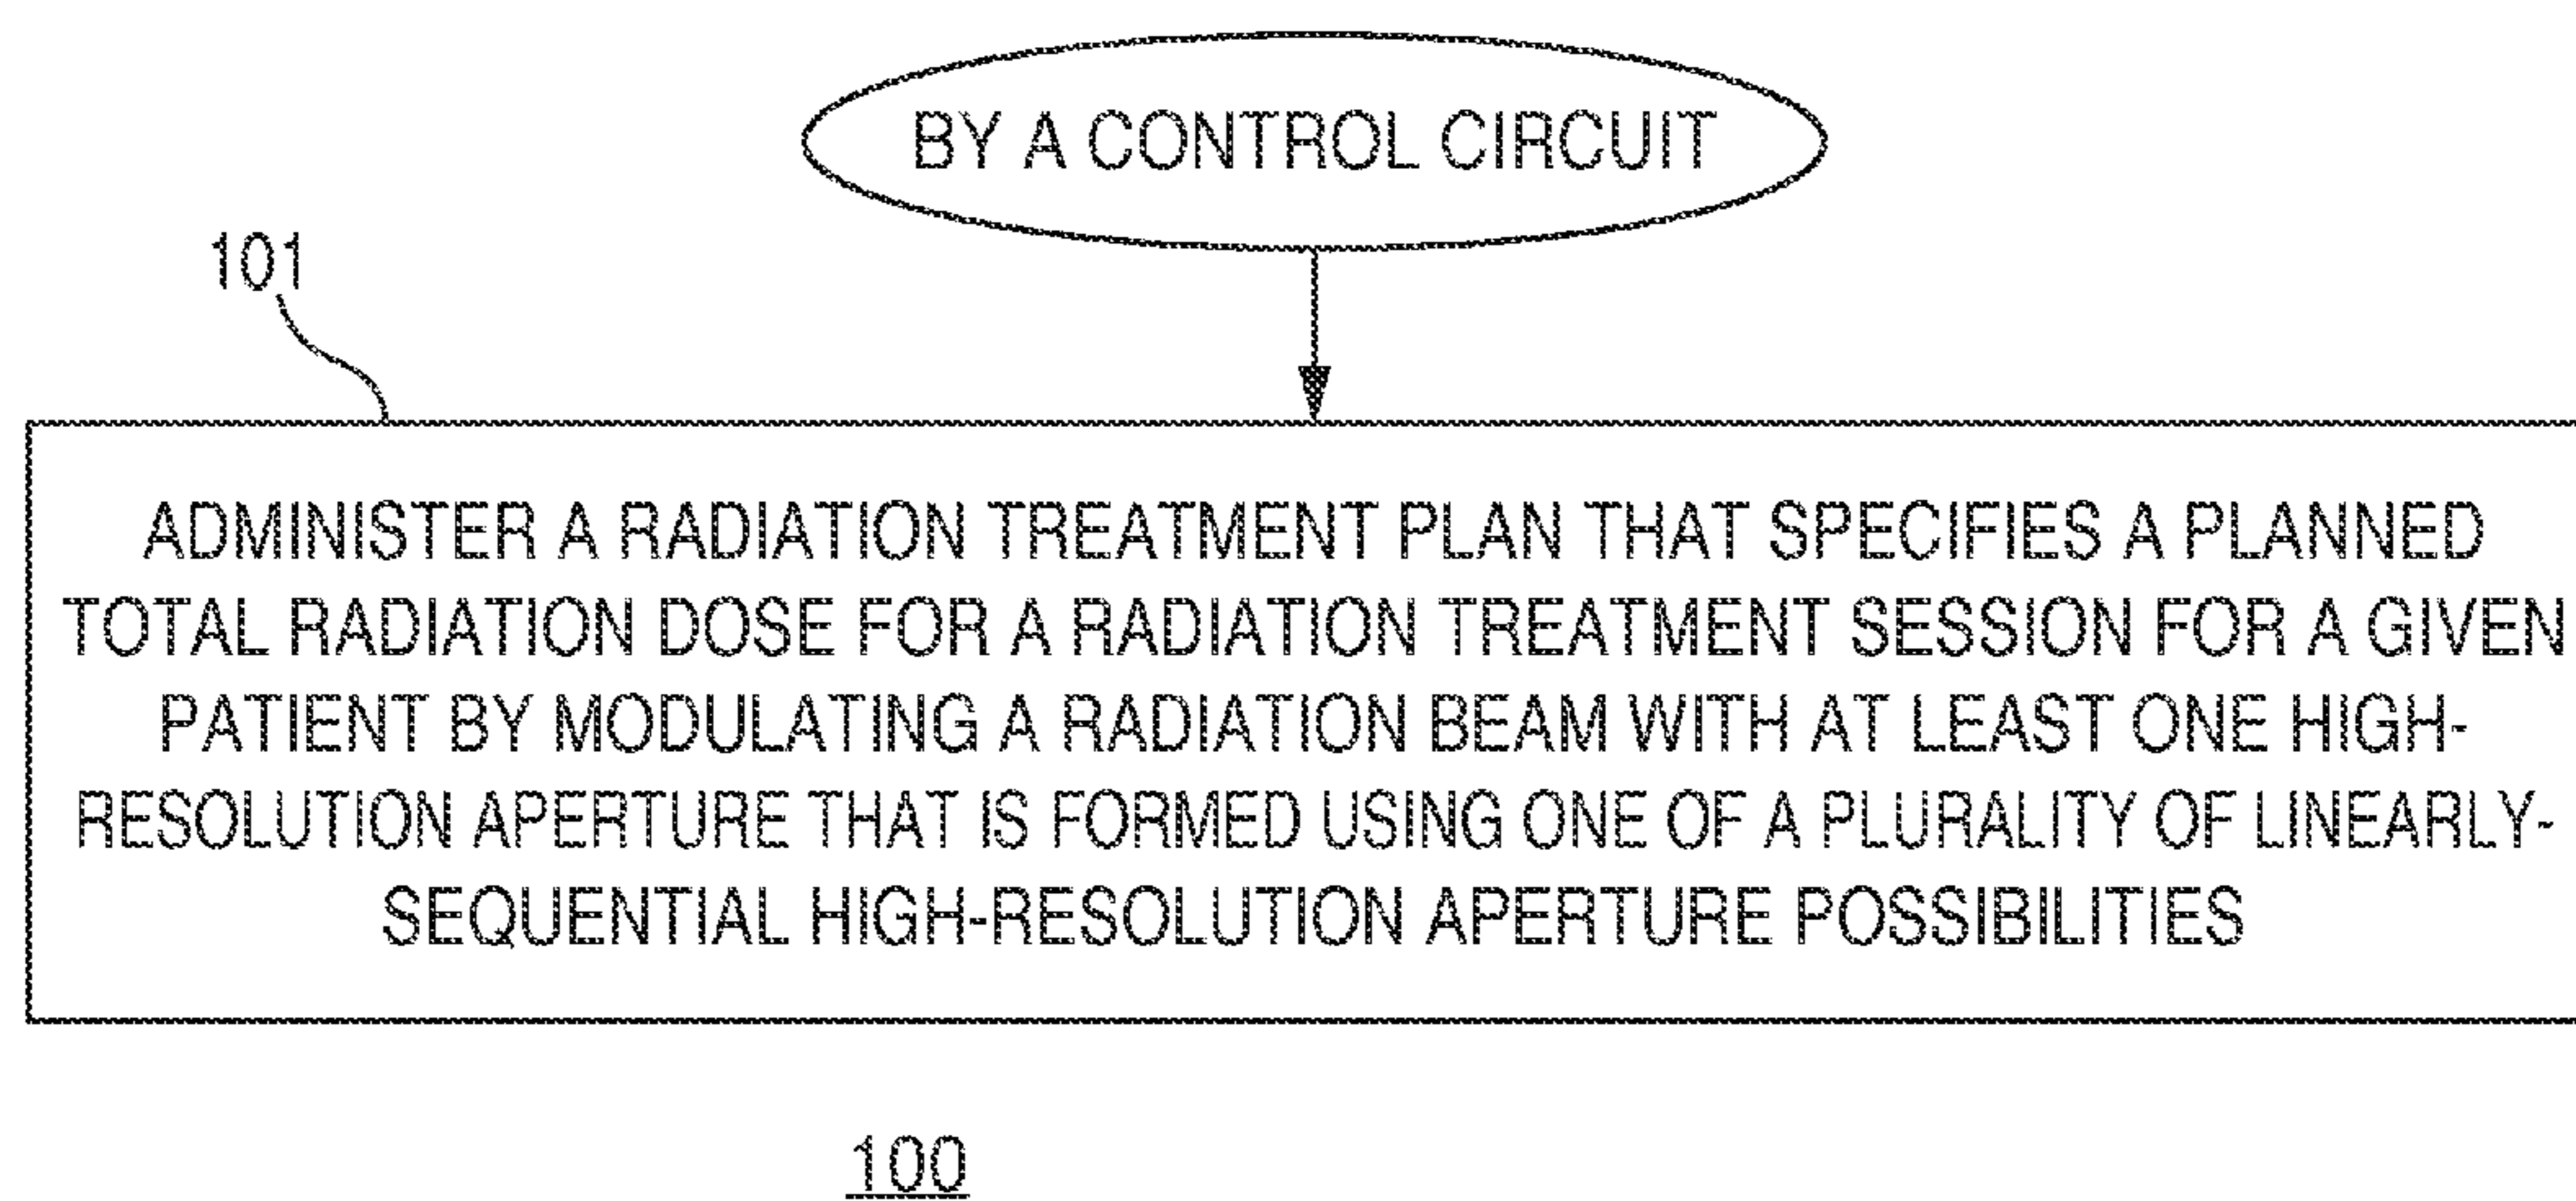 BY A CONTROL CIRCUIT
101
ADMINISTER A RADIATION TREATMENT PLAN THAT SPECIFIES A PLANNED
TOTAL RADIATION DOSE FOR A RADIATION TREATMENT SESSION FOR A GIVEN
PATIENT BY MODULATING A RADIATION BEAM WITH AT LEAST ONE HIGH-
RESOLUTION APERTURE THAT IS FORMED USING ONE OF A PLURALITY OF LINEARLY-
SEQUENTIAL HIGH-RESOLUTION APERTURE POSSIBILITIES
100